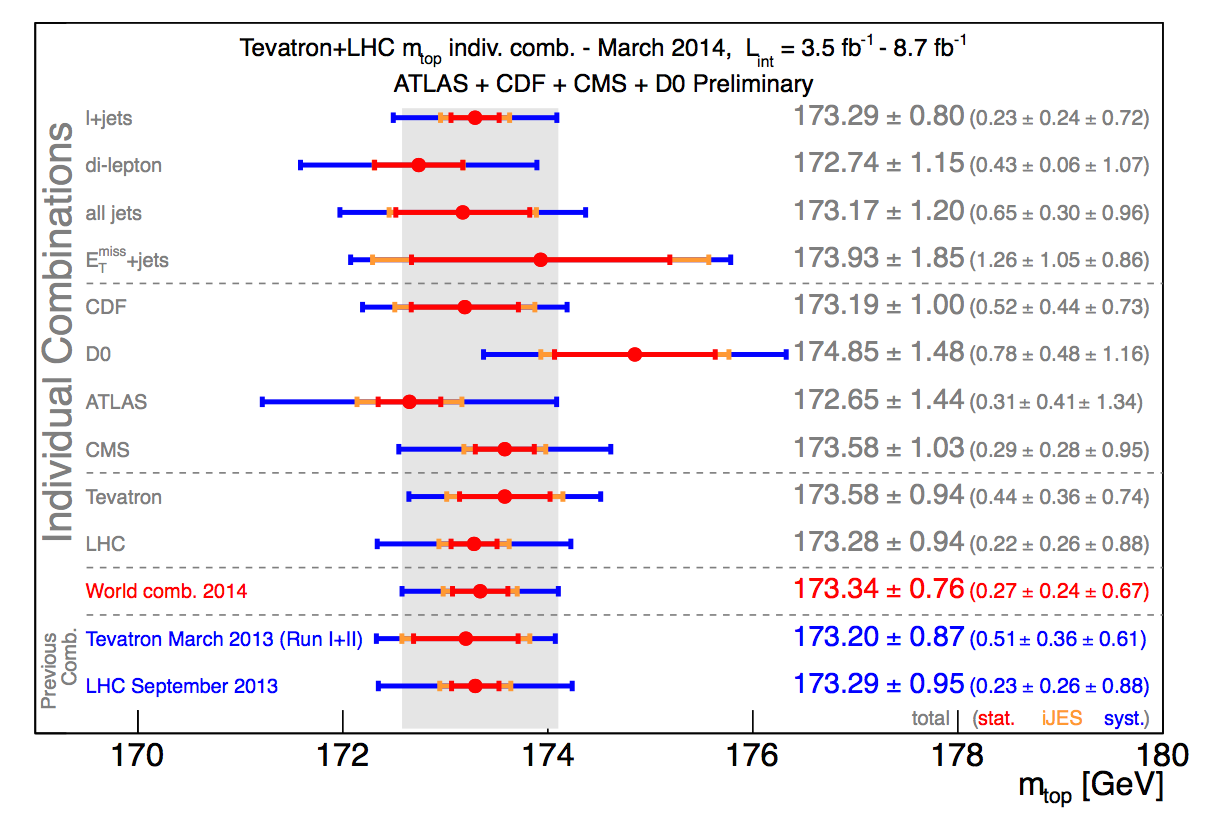 Tevatron+LHC m_top indiv. comb. - March 2014, L_int = 3.5 fb⁻¹ - 8.7 fb⁻¹
ATLAS + CDF + CMS + D0 Preliminary
Individual Combinations
l+jets 173.29 ± 0.80 (0.23 ± 0.24 ± 0.72)
di-lepton 172.74 ± 1.15 (0.43 ± 0.06 ± 1.07)
all jets 173.17 ± 1.20 (0.65 ± 0.30 ± 0.96)
E_T^miss+jets 173.93 ± 1.85 (1.26 ± 1.05 ± 0.86)
CDF 173.19 ± 1.00 (0.52 ± 0.44 ± 0.73)
D0 174.85 ± 1.48 (0.78 ± 0.48 ± 1.16)
ATLAS 172.65 ± 1.44 (0.31 ± 0.41 ± 1.34)
CMS 173.58 ± 1.03 (0.29 ± 0.28 ± 0.95)
Tevatron 173.58 ± 0.94 (0.44 ± 0.36 ± 0.74)
LHC 173.28 ± 0.94 (0.22 ± 0.26 ± 0.88)
World comb. 2014 173.34 ± 0.76 (0.27 ± 0.24 ± 0.67)
Previous
Comb.
Tevatron March 2013 (Run I+II) 173.20 ± 0.87 (0.51 ± 0.36 ± 0.61)
LHC September 2013 173.29 ± 0.95 (0.23 ± 0.26 ± 0.88)
total (stat. iJES syst.)
170 172 174 176 178 180
m_top [GeV]